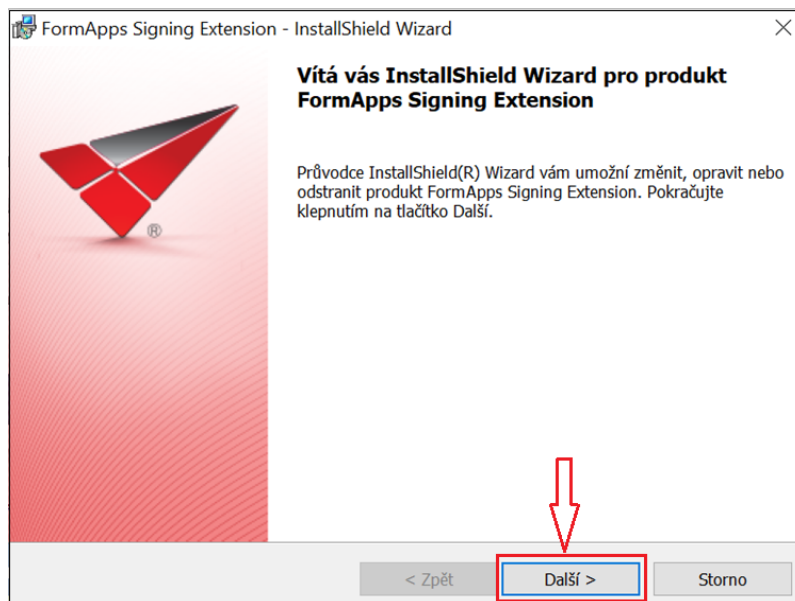 FormApps Signing Extension - InstallShield Wizard
Vítá vás InstallShield Wizard pro produkt
FormApps Signing Extension
Průvodce InstallShield(R) Wizard vám umožní změnit, opravit nebo
odstranit produkt FormApps Signing Extension. Pokračujte
klepnutím na tlačítko Další.
®
< Zpět
Další >
Storno